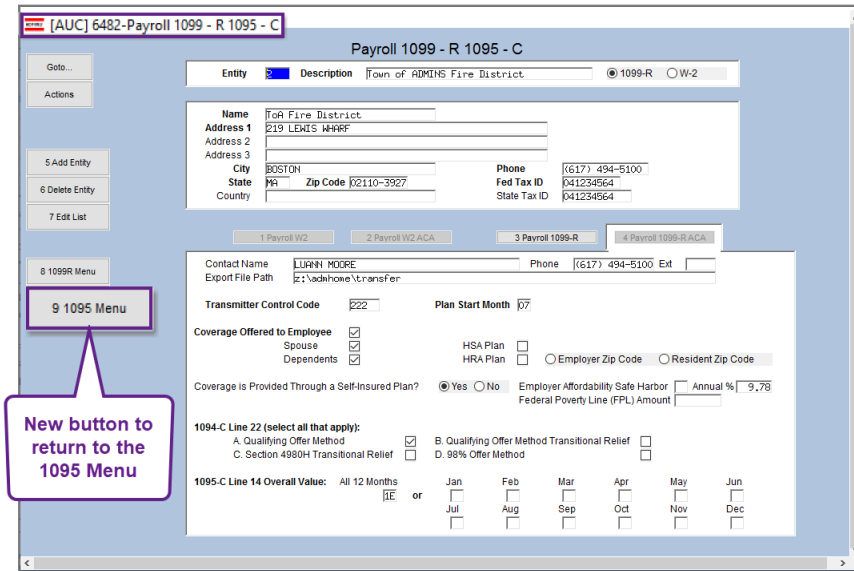 [AUC] 6482-Payroll 1099 - R 1095 - C
Payroll 1099 - R 1095 - C
Goto...
Actions
5 Add Entity
6 Delete Entity
7 Edit List
8 1099R Menu
9 1095 Menu
New button to
return to the
1095 Menu
Entity 2 Description Town of ADMINS Fire District 1099-R W-2
Name ToA Fire District
Address 1 219 LEWIS WHARF
Address 2
Address 3
City BOSTON Phone (617) 494-5100
State MA Zip Code 02110-3927 Fed Tax ID 041234564
Country State Tax ID 041234564
1 Payroll W2 2 Payroll W2 ACA 3 Payroll 1099-R 4 Payroll 1099-R ACA
Contact Name LUANN MOORE Phone (617) 494-5100 Ext
Export File Path z:\admhome\transfer
Transmitter Control Code 222 Plan Start Month 07
Coverage Offered to Employee
Spouse HSA Plan
Dependents HRA Plan Employer Zip Code Resident Zip Code
Coverage is Provided Through a Self-Insured Plan? Yes No Employer Affordability Safe Harbor Annual % 9.78
Federal Poverty Line (FPL) Amount
1094-C Line 22 (select all that apply):
A. Qualifying Offer Method B. Qualifying Offer Method Transitional Relief
C. Section 4980H Transitional Relief D. 98% Offer Method
1095-C Line 14 Overall Value: All 12 Months Jan Feb Mar Apr May Jun
1E or
Jul Aug Sep Oct Nov Dec